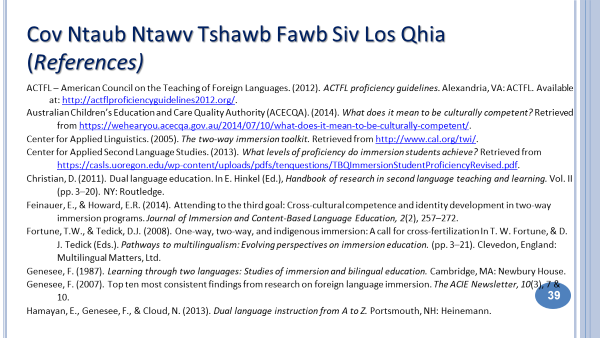 Cov Ntaub Ntawv Tshawb Fawb Siv Los Qhia
(References)
ACTFL – American Council on the Teaching of Foreign Languages. (2012). ACTFL proficiency guidelines. Alexandria, VA: ACTFL. Available
at: http://actflproficiencyguidelines2012.org/.
Australian Children's Education and Care Quality Authority (ACECQA). (2014). What does it mean to be culturally competent? Retrieved
from https://wehearyou.acecqa.gov.au/2014/07/10/what-does-it-mean-to-be-culturally-competent/.
Center for Applied Linguistics. (2005). The two-way immersion toolkit. Retrieved from http://www.cal.org/twi/.
Center for Applied Second Language Studies. (2013). What levels of proficiency do immersion students achieve? Retrieved from
https://casls.uoregon.edu/wp-content/uploads/pdfs/tenquestions/TBQImmersionStudentProficiencyRevised.pdf.
Christian, D. (2011). Dual language education. In E. Hinkel (Ed.), Handbook of research in second language teaching and learning. Vol. II
(pp. 3–20). NY: Routledge.
Feinauer, E., & Howard, E.R. (2014). Attending to the third goal: Cross-cultural competence and identity development in two-way
immersion programs. Journal of Immersion and Content-Based Language Education, 2(2), 257–272.
Fortune, T.W., & Tedick, D.J. (2008). One-way, two-way, and indigenous immersion: A call for cross-fertilization In T. W. Fortune, & D.
J. Tedick (Eds.). Pathways to multilingualism: Evolving perspectives on immersion education. (pp. 3–21). Clevedon, England:
Multilingual Matters, Ltd.
Genesee, F. (1987). Learning through two languages: Studies of immersion and bilingual education. Cambridge, MA: Newbury House.
Genesee, F. (2007). Top ten most consistent findings from research on foreign language immersion. The ACIE Newsletter, 10(3), 7 &
10.
39
Hamayan, E., Genesee, F., & Cloud, N. (2013). Dual language instruction from A to Z. Portsmouth, NH: Heinemann.